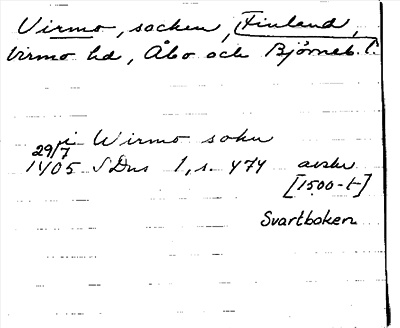 Virmo, socken, Finland,
Virmo hd, Åbo och Björneb. l.
i Wirmo sokn
29/7
1405 SDns 1, s. 474 avskr
[1500-t]
Svartboken